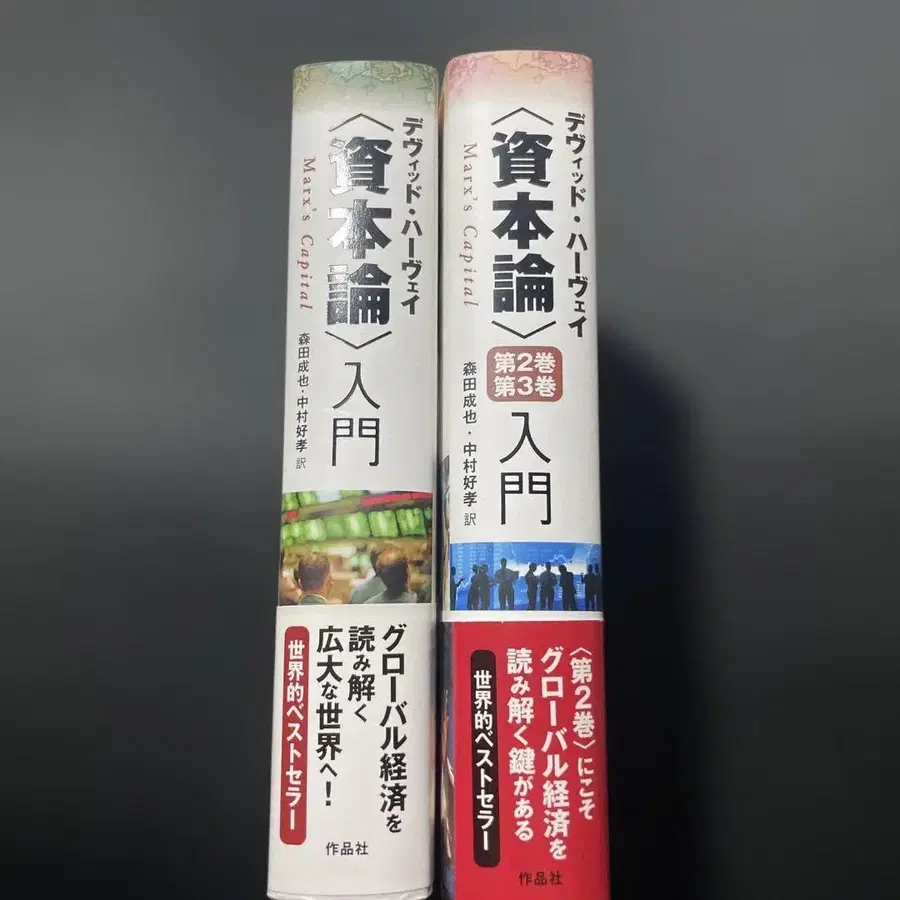 デヴィッド・ハーヴェイ
〈資本論〉入門
Marx's Capital
森田成也・中村好孝 訳
グローバル経済を
読み解く
広大な世界へ！
世界的ベストセラー
作品社
デヴィッド・ハーヴェイ
〈資本論〉
第2巻
第3巻
入門
Marx's Capital
森田成也・中村好孝 訳
〈第2巻〉にこそ
グローバル経済を
読み解く鍵がある
世界的ベストセラー
作品社